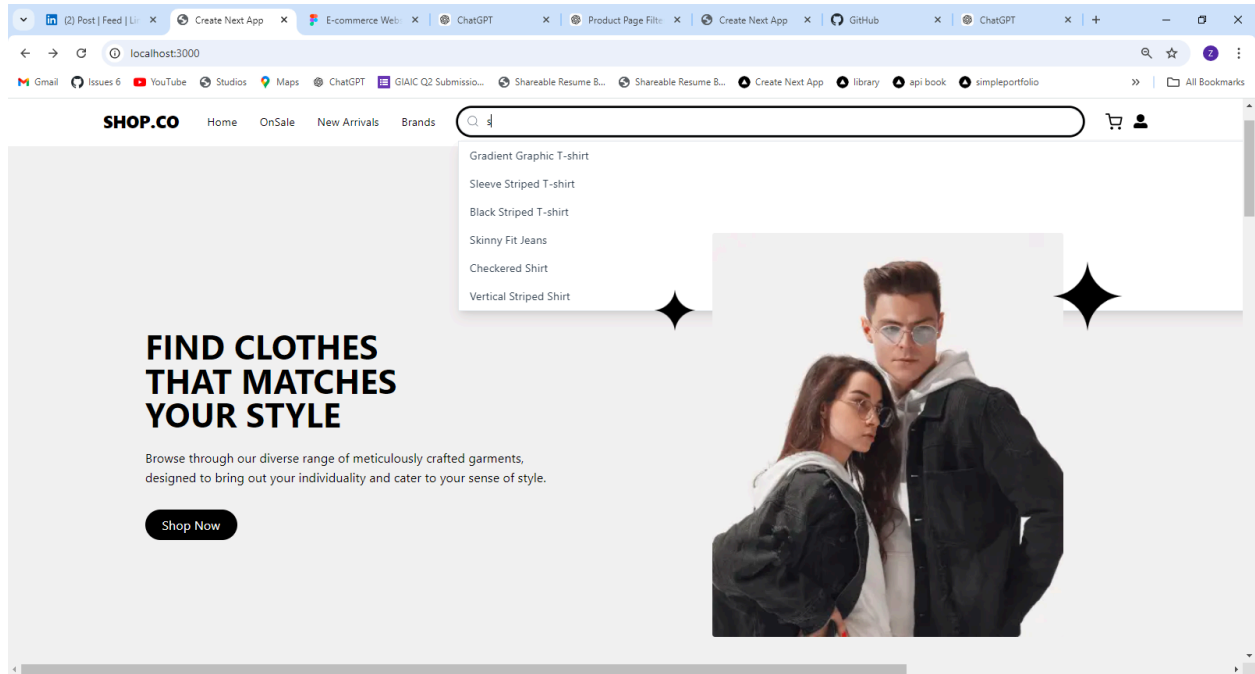 (2) Post | Feed | Lin
Create Next App
E-commerce Web
ChatGPT
Product Page Filte
Create Next App
GitHub
ChatGPT
localhost:3000
Z
Gmail
Issues 6
YouTube
Studios
Maps
ChatGPT
GIAIC Q2 Submissio...
Shareable Resume B...
Shareable Resume B...
Create Next App
library
api book
simpleportfolio
All Bookmarks
SHOP.CO
Home
OnSale
New Arrivals
Brands
s
Gradient Graphic T-shirt
Sleeve Striped T-shirt
Black Striped T-shirt
Skinny Fit Jeans
Checkered Shirt
Vertical Striped Shirt
FIND CLOTHES
THAT MATCHES
YOUR STYLE
Browse through our diverse range of meticulously crafted garments,
designed to bring out your individuality and cater to your sense of style.
Shop Now